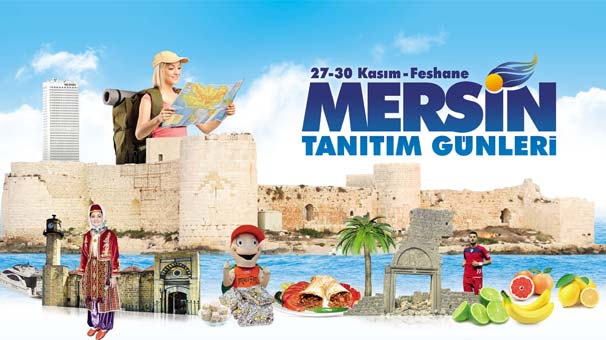 27-30 Kasım-Feshane
MERSİN
TANITIM GÜNLERİ